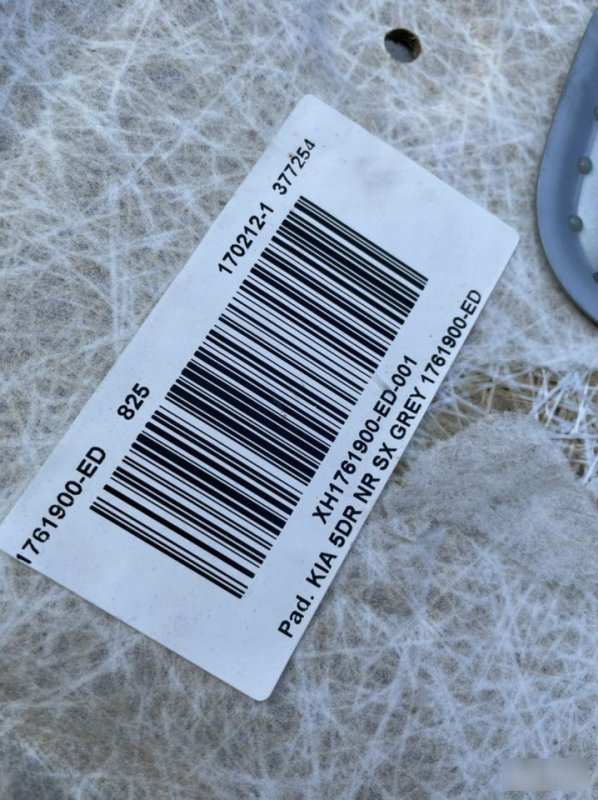 170212-1 377254
1761900-ED 825
XH1761900-ED-001
Pad. KIA 5DR NR SX GREY 1761900-ED